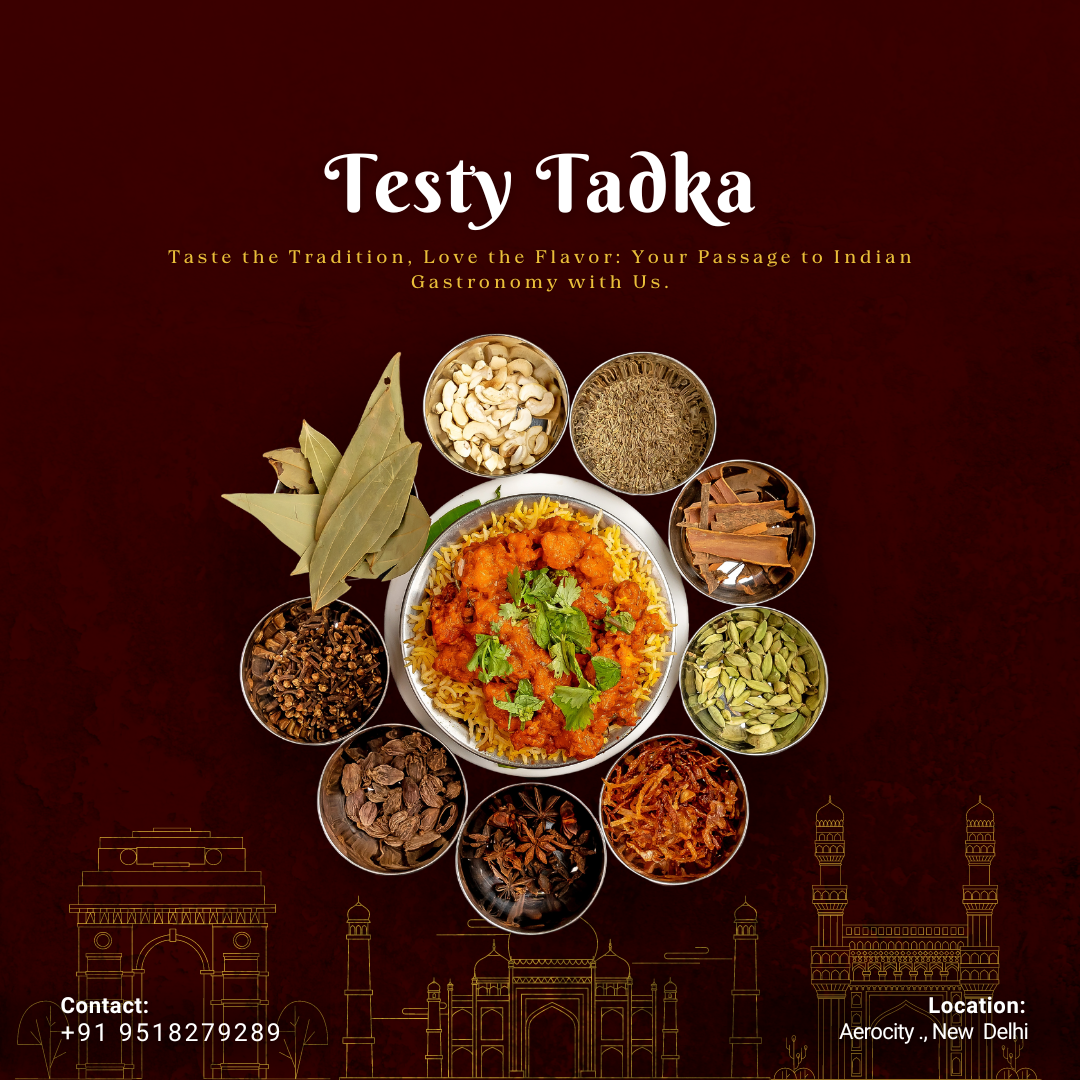 Testy Tadka
Taste the Tradition, Love the Flavor: Your Passage to Indian
Gastronomy with Us.
Contact:
+91 9518279289
Location:
Aerocity ., New Delhi